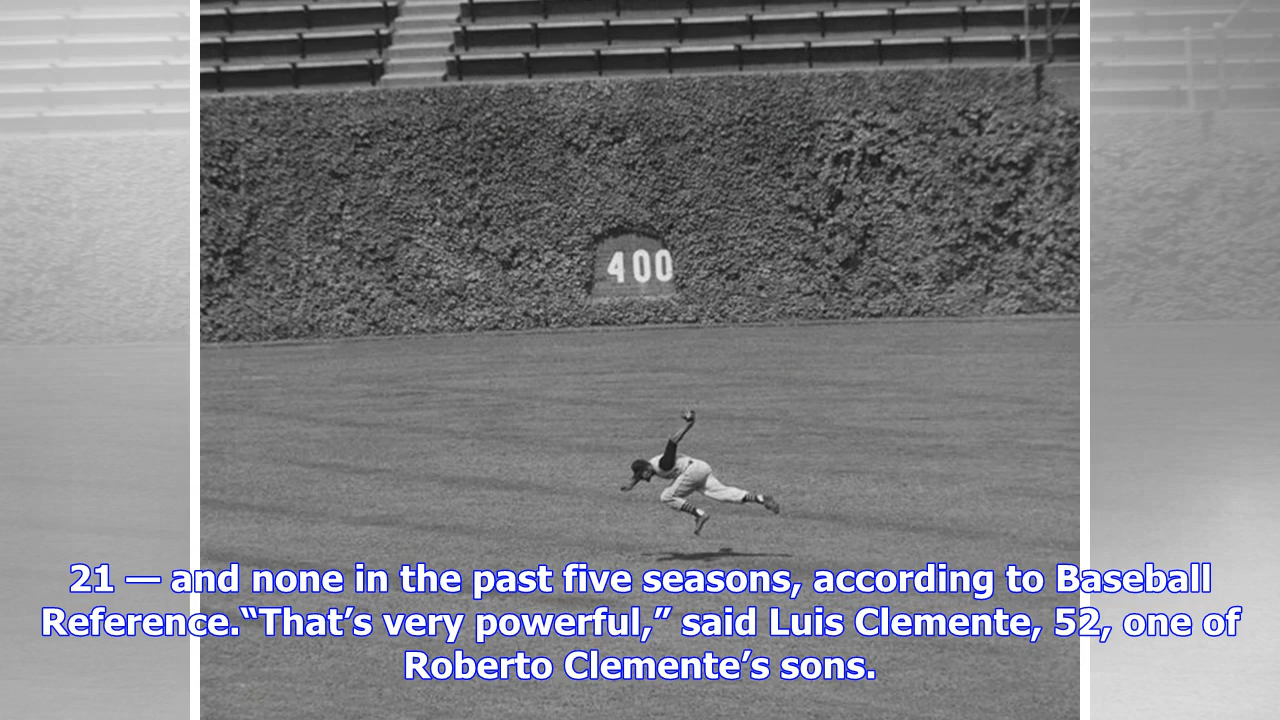 400
21 — and none in the past five seasons, according to Baseball
Reference.“That’s very powerful,” said Luis Clemente, 52, one of
Roberto Clemente’s sons.